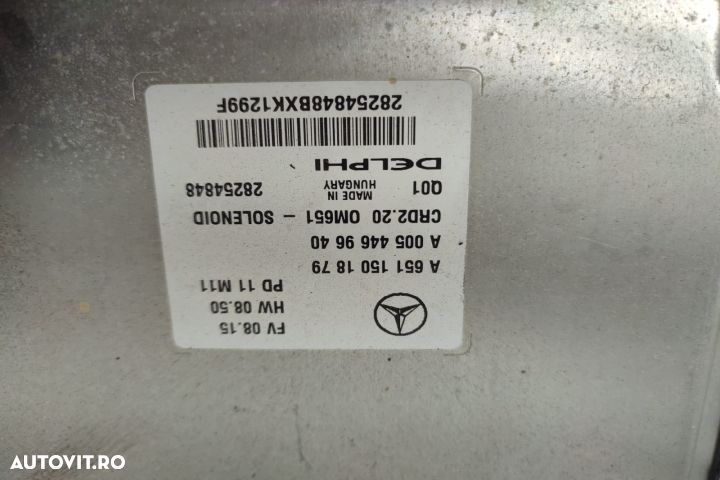 FV 08.15
HW 08.50
PD 11 M11
A 651 150 18 79
A 005 446 96 40
CRD2.20 OM651 - SOLENOID
Q01 MADE IN HUNGARY 28254848
DELPHI
28254848BXK1299F
AUTOVIT.RO